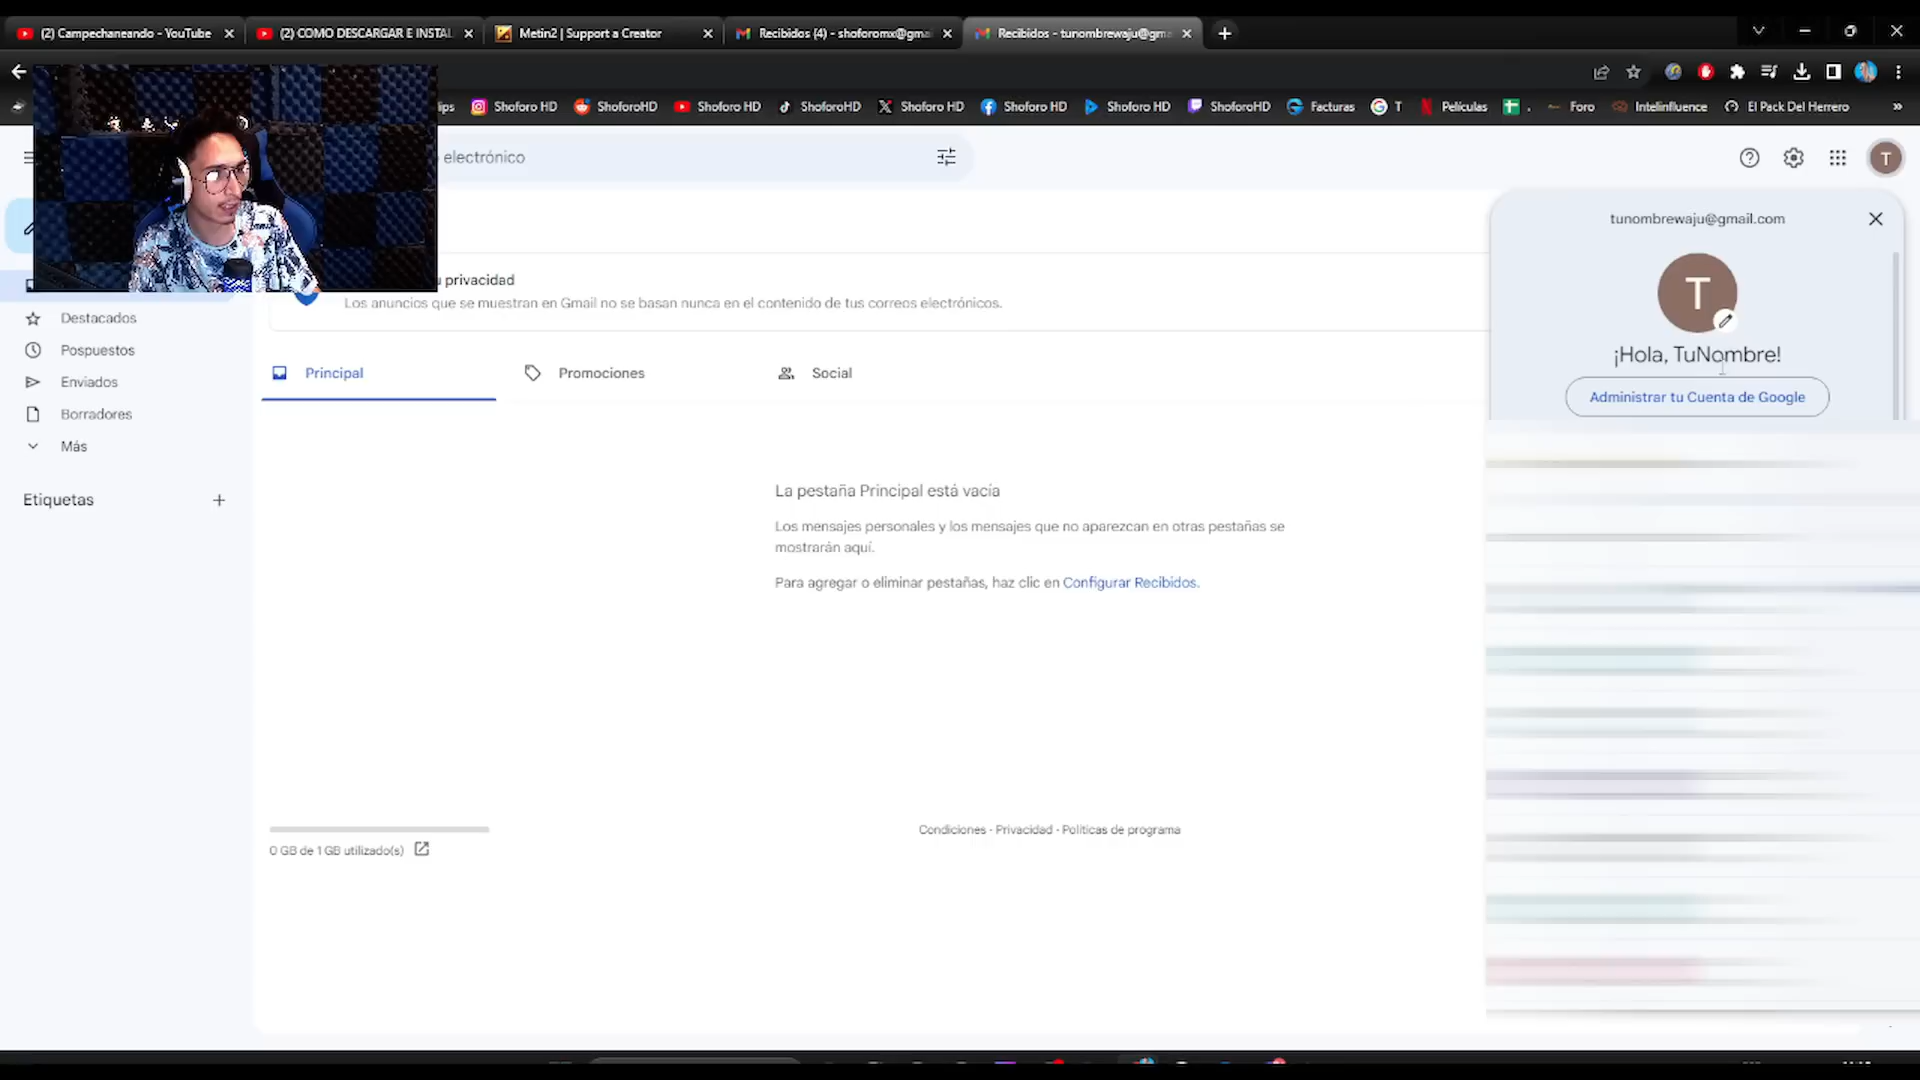 (2) Campechaneando - YouTube
(2) COMO DESCARGAR E INSTAL
Metin2 | Support a Creator
Recibidos (4) - shoforomx@gma
Recibidos - tunombrewaju@gma
Shoforo HD
ShoforoHD
Shoforo HD
ShoforoHD
Shoforo HD
Shoforo HD
Shoforo HD
ShoforoHD
Facturas
T
Películas
.
Foro
Intelinfluence
El Pack Del Herrero
»
electrónico
T
tunombrewaju@gmail.com
T
¡Hola, TuNombre!
Administrar tu Cuenta de Google
privacidad
Los anuncios que se muestran en Gmail no se basan nunca en el contenido de tus correos electrónicos.
Destacados
Pospuestos
Enviados
Borradores
Más
Etiquetas
Principal
Promociones
Social
La pestaña Principal está vacía
Los mensajes personales y los mensajes que no aparezcan en otras pestañas se
mostrarán aquí.
Para agregar o eliminar pestañas, haz clic en Configurar Recibidos.
0 GB de 1 GB utilizado(s)
Condiciones · Privacidad · Políticas de programa